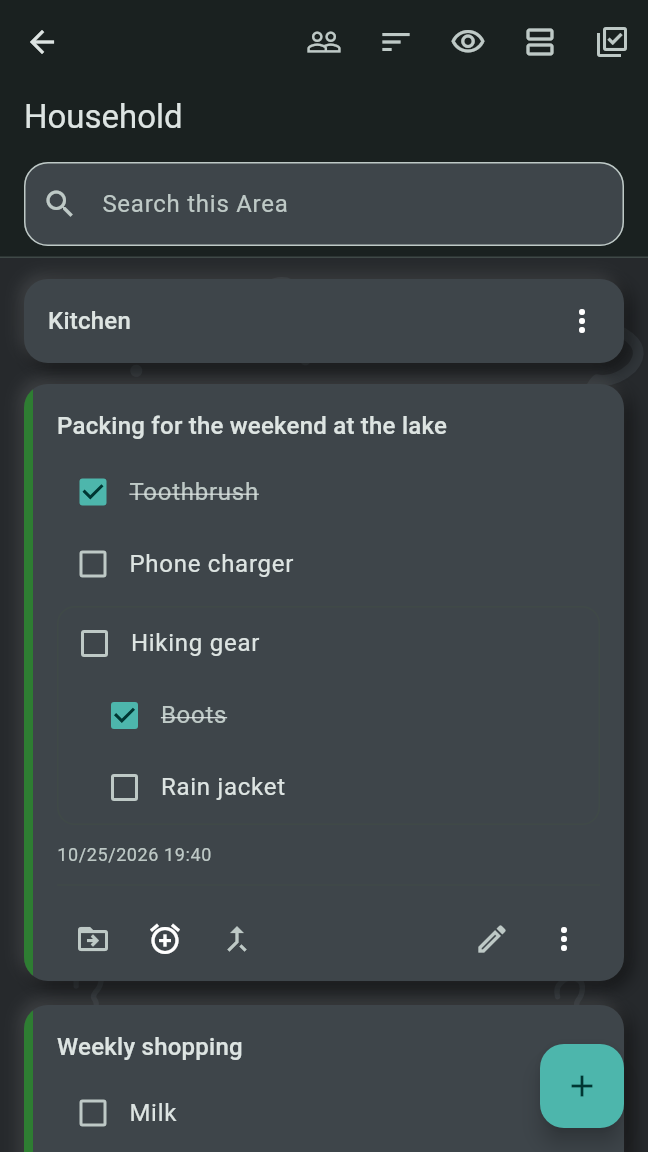 Household
Search this Area
Kitchen
Packing for the weekend at the lake
Toothbrush
Phone charger
Hiking gear
Boots
Rain jacket
10/25/2026 19:40
Weekly shopping
Milk